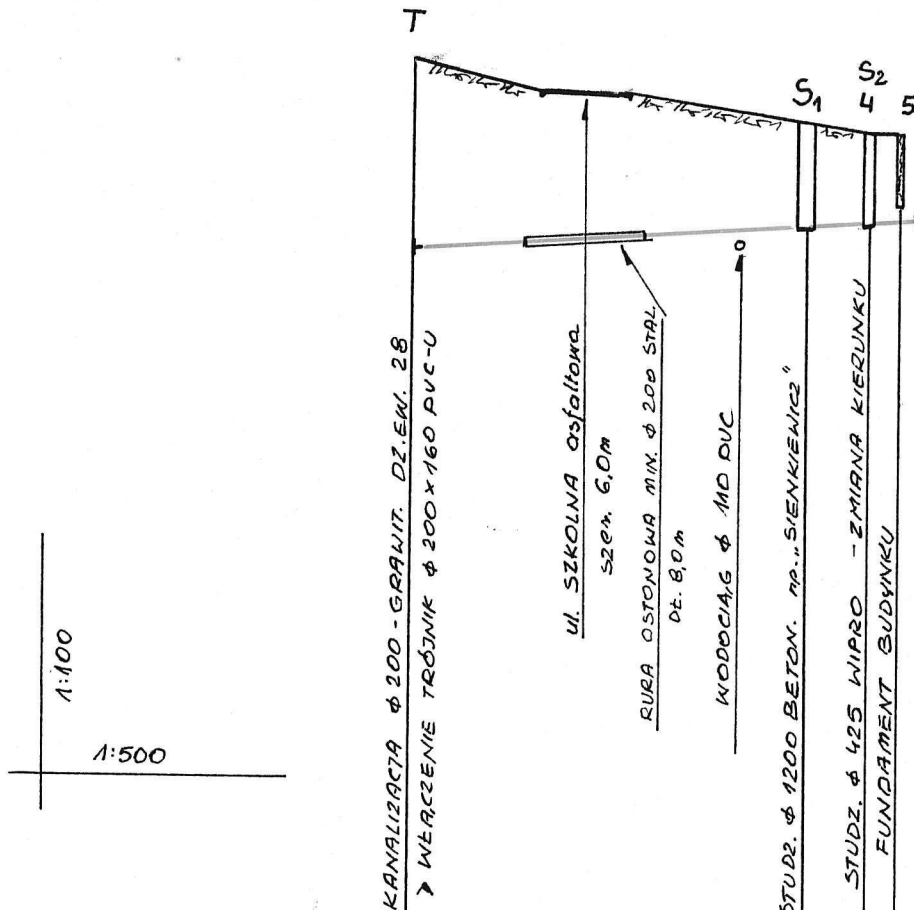 T
S1
S2
4
5
KANALIZACJA ϕ 200 - GRAWIT. DZ.EW. 28
WŁĄCZENIE TRÓJNIK ϕ 200 x 160 PVC-U
ul. SZKOLNA asfaltowa
szer. 6,0m
RURA OSŁONOWA MIN. ϕ 200 STAL.
DŁ. 8,0m
WODOCIĄG ϕ 110 PVC
STUDZ. ϕ 1200 BETON. np. „SIENKIEWICZ"
STUDZ. ϕ 425 WIPRO - ZMIANA KIERUNKU
FUNDAMENT BUDYNKU
1:100
1:500